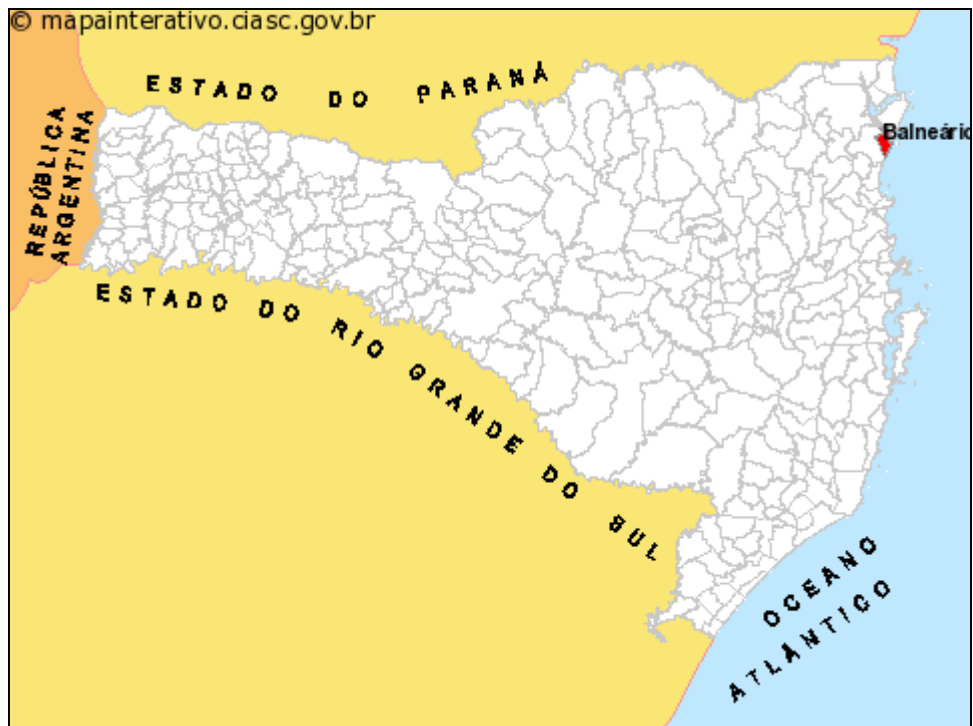 © mapainterativo.ciasc.gov.br
ESTADO DO PARANÁ
REPÚBLICA
ARGENTINA
Balneário
ESTADO DO RIO GRANDE DO SUL
OCEANO
ATLÂNTICO